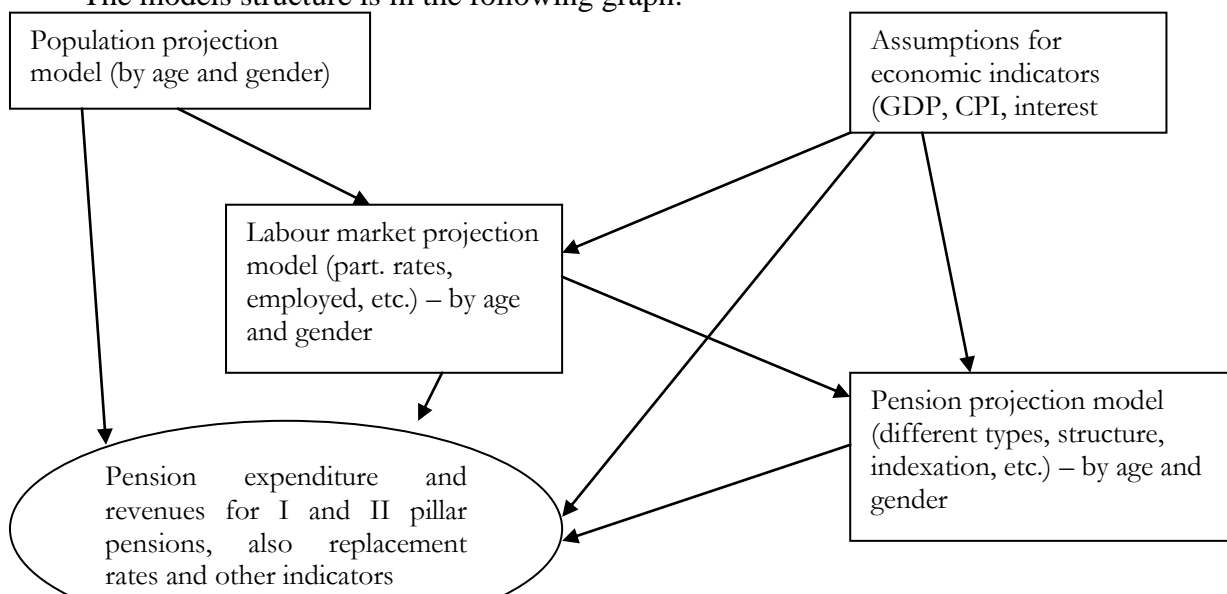 The models structure is in the following graph:
Population projection
model (by age and gender)
Assumptions for
economic indicators
(GDP, CPI, interest
Labour market projection
model (part. rates,
employed, etc.) – by age
and gender
Pension projection model
(different types, structure,
indexation, etc.) – by age and
gender
Pension expenditure and
revenues for I and II pillar
pensions, also replacement
rates and other indicators